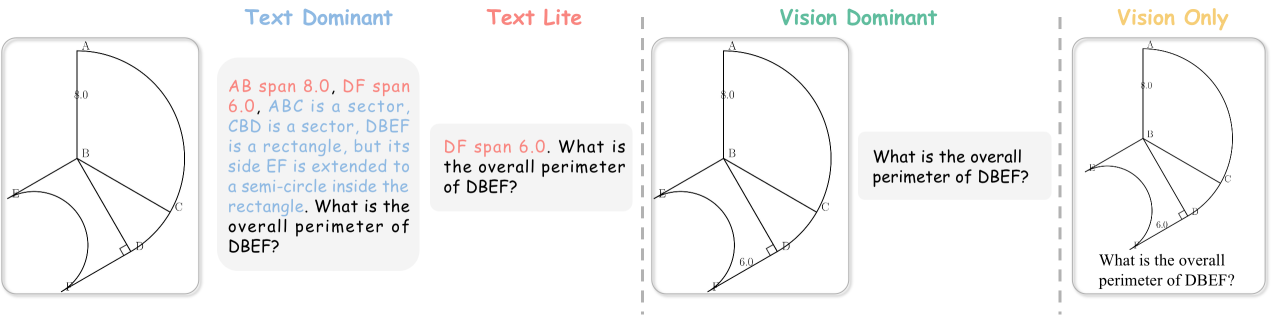 Text Dominant
Text Lite
Vision Dominant
Vision Only
A
8.0
B
E
C
D
F
AB span 8.0, DF span
6.0, ABC is a sector,
CBD is a sector, DBEF
is a rectangle, but its
side EF is extended to
a semi-circle inside the
rectangle. What is the
overall perimeter of
DBEF?
DF span 6.0. What is
the overall perimeter
of DBEF?
A
8.0
B
E
C
D
6.0
F
What is the overall
perimeter of DBEF?
A
8.0
B
E
C
D
6.0
F
What is the overall
perimeter of DBEF?